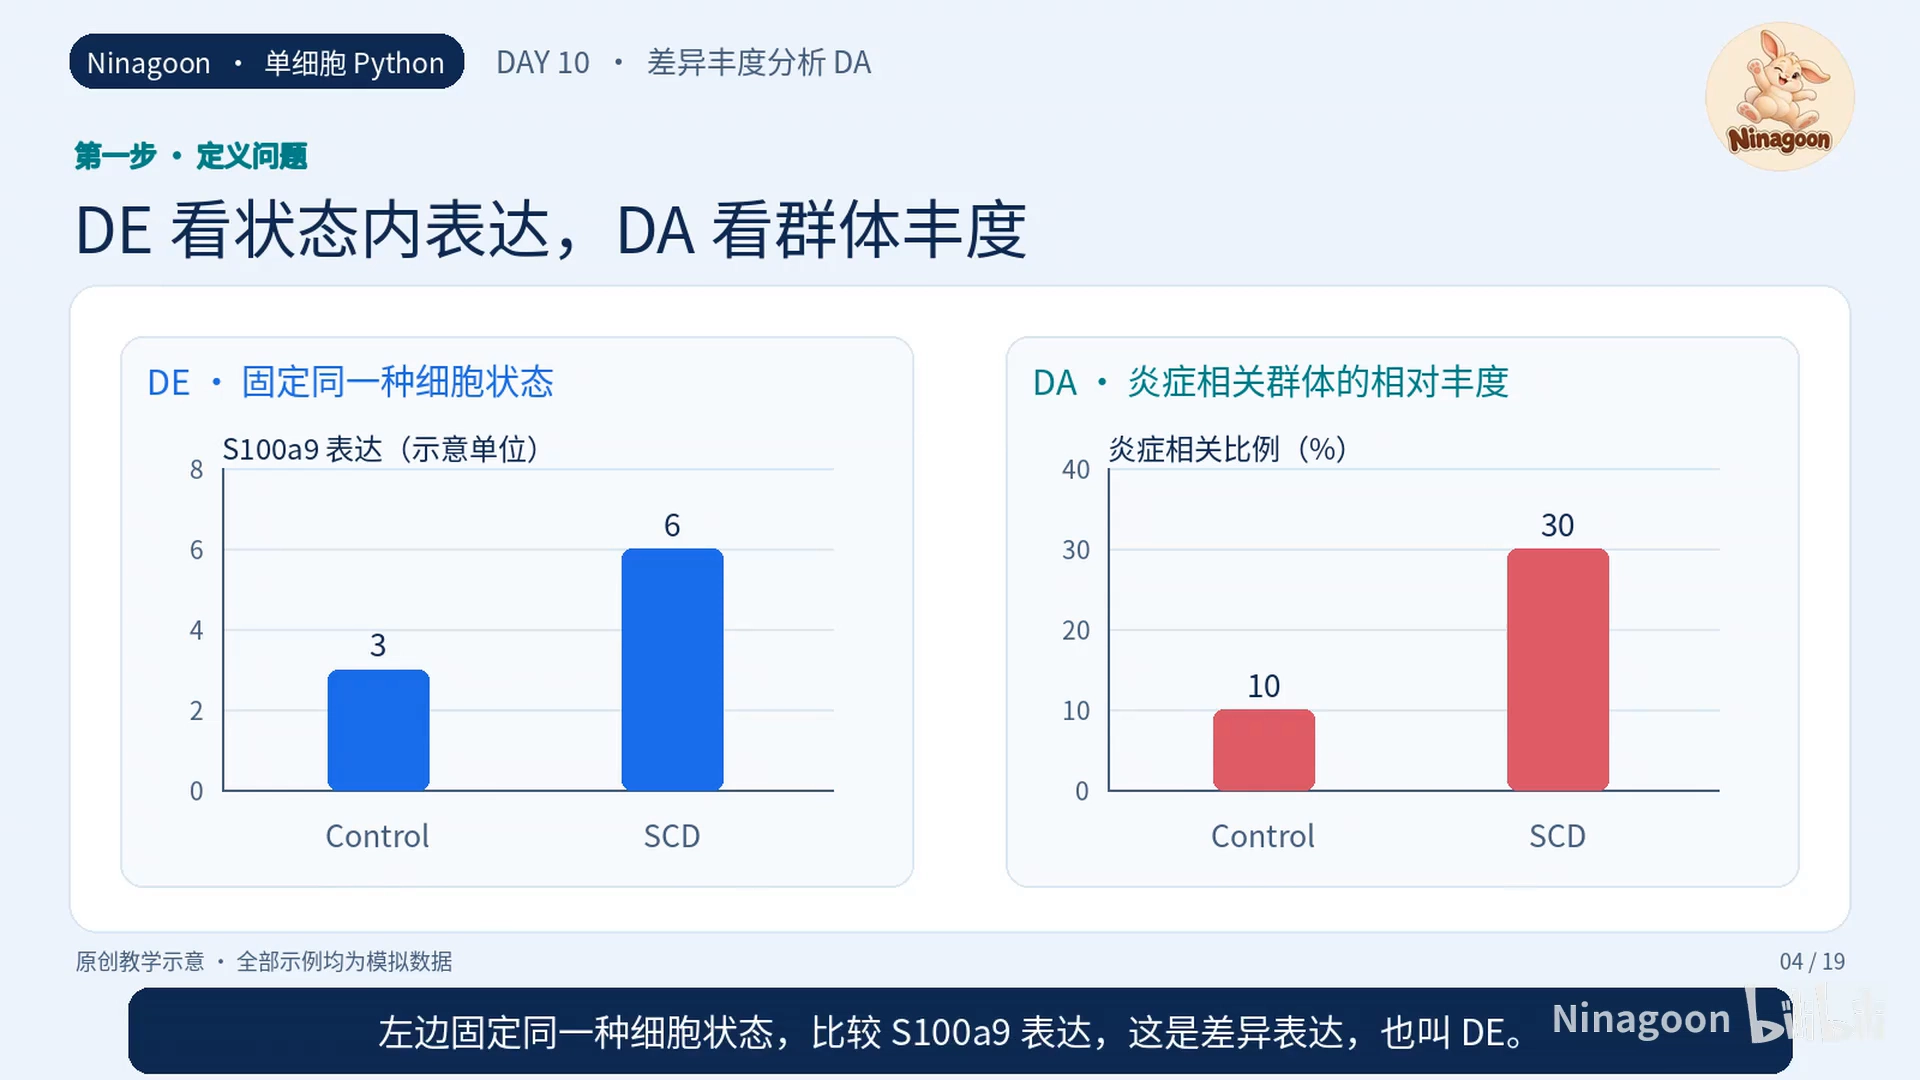 Ninagoon · 单细胞 Python
DAY 10 · 差异丰度分析 DA
Ninagoon
第一步 · 定义问题
DE 看状态内表达，DA 看群体丰度
DE · 固定同一种细胞状态
S100a9 表达（示意单位）
8
6
4
2
0
3
6
Control
SCD
DA · 炎症相关群体的相对丰度
炎症相关比例（%）
40
30
20
10
0
10
30
Control
SCD
原创教学示意 · 全部示例均为模拟数据
04 / 19
左边固定同一种细胞状态，比较 S100a9 表达，这是差异表达，也叫 DE。
Ninagoon bilibili